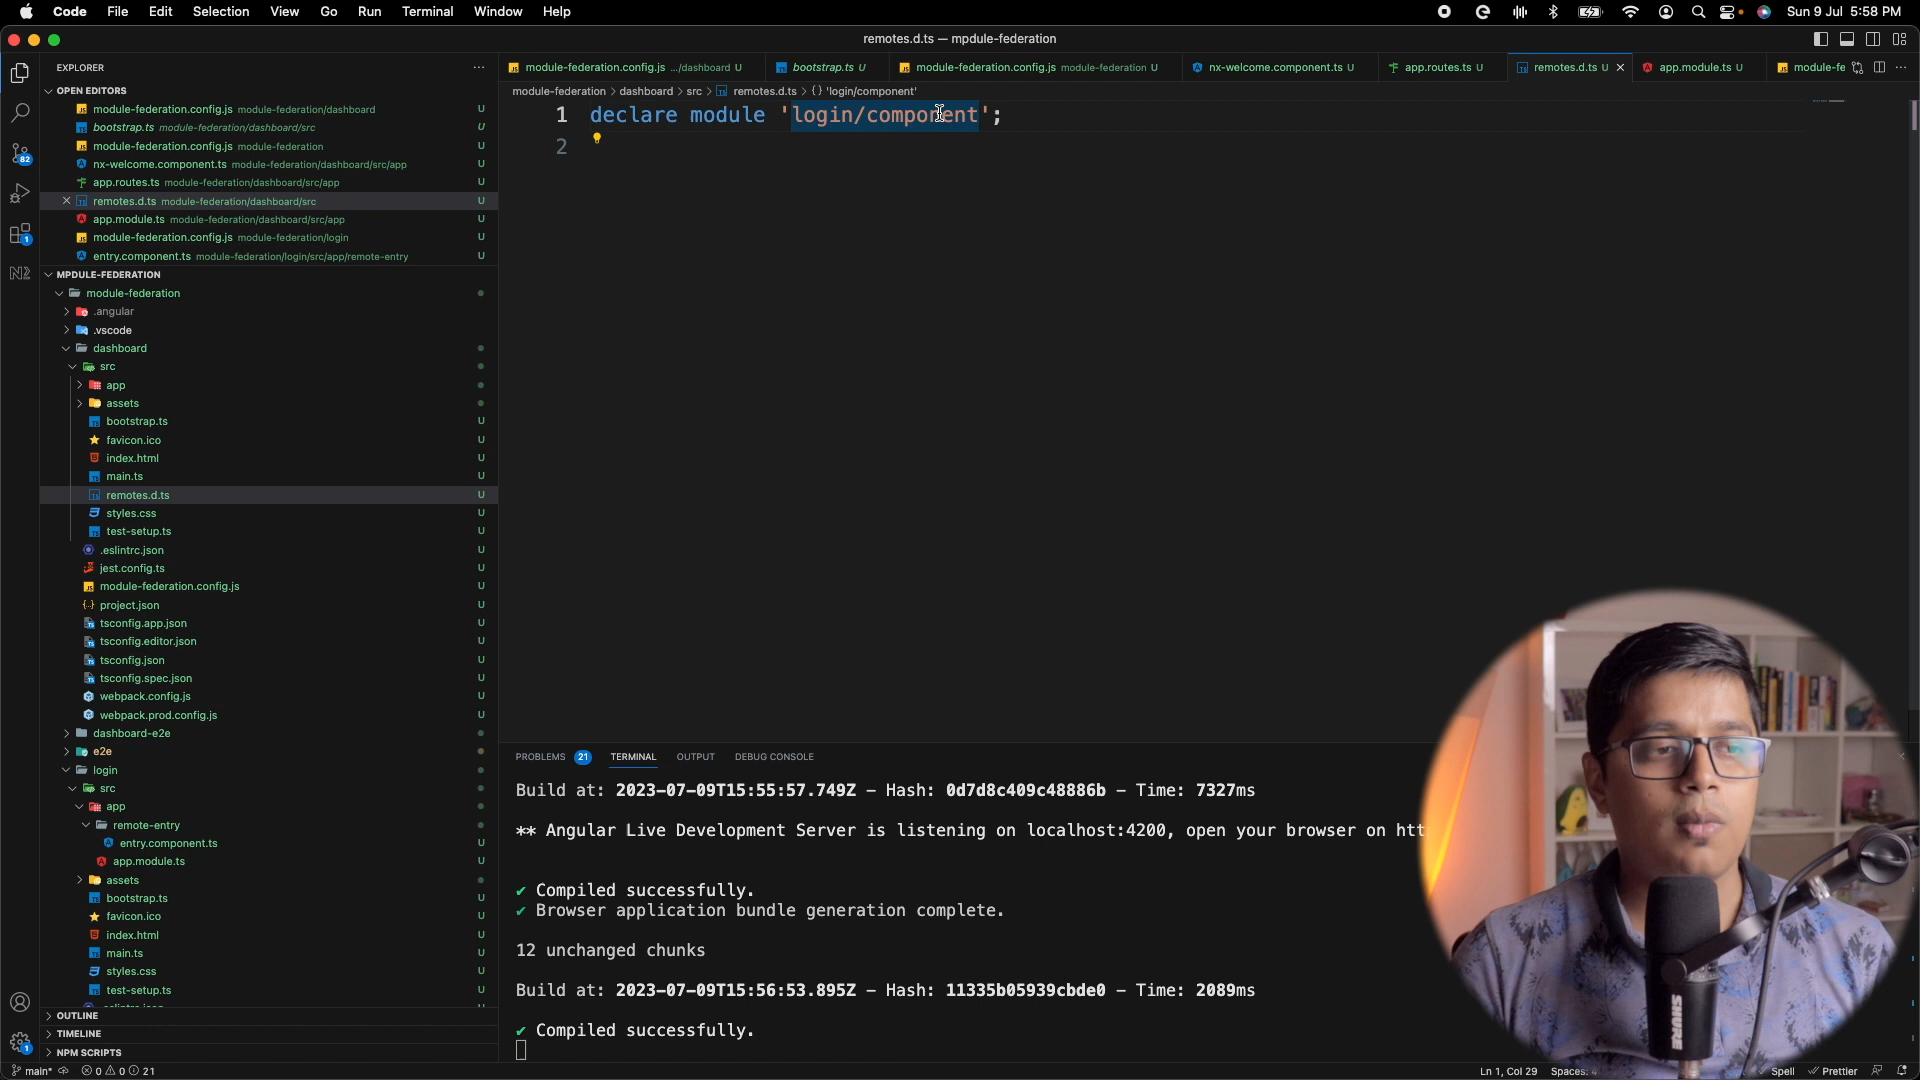 Code File Edit Selection View Go Run Terminal Window Help Sun 9 Jul 5:58 PM
remotes.d.ts — mpdule-federation
EXPLORER
module-federation.config.js .../dashboard U
bootstrap.ts U
module-federation.config.js module-federation U
nx-welcome.component.ts U
app.routes.ts U
remotes.d.ts U
app.module.ts U
module-fe
OPEN EDITORS
module-federation.config.js module-federation/dashboard U
bootstrap.ts module-federation/dashboard/src U
module-federation.config.js module-federation U
nx-welcome.component.ts module-federation/dashboard/src/app U
app.routes.ts module-federation/dashboard/src/app U
remotes.d.ts module-federation/dashboard/src U
app.module.ts module-federation/dashboard/src/app U
module-federation.config.js module-federation/login U
entry.component.ts module-federation/login/src/app/remote-entry U
MPDULE-FEDERATION
module-federation
.angular
.vscode
dashboard
src
app
assets
bootstrap.ts U
favicon.ico U
index.html U
main.ts U
remotes.d.ts U
styles.css U
test-setup.ts U
.eslintrc.json U
jest.config.ts U
module-federation.config.js U
project.json U
tsconfig.app.json U
tsconfig.editor.json U
tsconfig.json U
tsconfig.spec.json U
webpack.config.js U
webpack.prod.config.js U
dashboard-e2e
e2e
login
src
app
remote-entry
entry.component.ts U
app.module.ts U
assets
bootstrap.ts U
favicon.ico U
index.html U
main.ts U
styles.css U
test-setup.ts U
OUTLINE
TIMELINE
NPM SCRIPTS
module-federation > dashboard > src > remotes.d.ts > {} 'login/component'
1 declare module 'login/component';
2
PROBLEMS 21 TERMINAL OUTPUT DEBUG CONSOLE
Build at: 2023-07-09T15:55:57.749Z - Hash: 0d7d8c409c48886b - Time: 7327ms
** Angular Live Development Server is listening on localhost:4200, open your browser on htt
✔ Compiled successfully.
✔ Browser application bundle generation complete.
12 unchanged chunks
Build at: 2023-07-09T15:56:53.895Z - Hash: 11335b05939cbde0 - Time: 2089ms
✔ Compiled successfully.
SHURE
82
1
1
main* 0 0 21 Ln 1, Col 29 Spaces: Spell Prettier